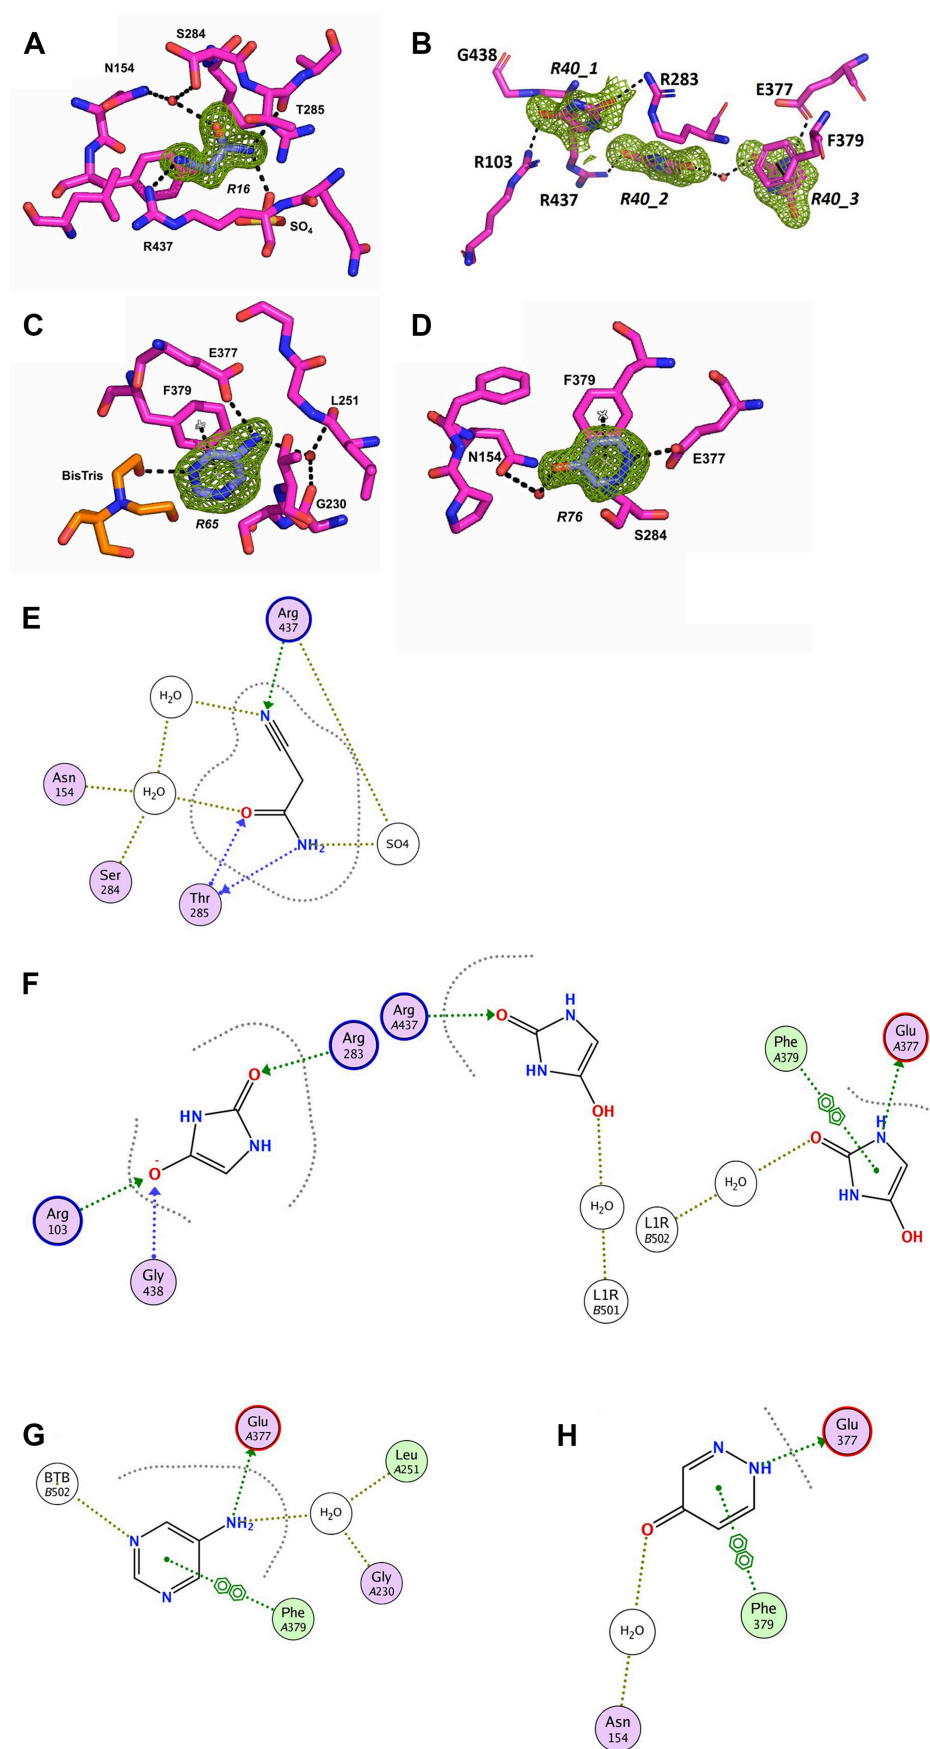 A
S284
N154
T285
R16
SO4
R437
B
G438
R40_1
R283
E377
F379
R103
R437
R40_2
R40_3
C
E377
F379
L251
BisTris
G230
R65
D
F379
N154
E377
R76
S284
E
Arg
437
H2O
N
Asn
154
H2O
O
NH2
SO4
Ser
284
Thr
285
F
Arg
283
O
HN
NH
O-
Arg
103
Gly
438
Arg
A437
O
H
N
HN
OH
H2O
L1R
B501
Phe
A379
Glu
A377
O
H
N
H2O
HN
L1R
B502
OH
G
Glu
A377
Leu
A251
BTB
B502
NH2
H2O
N
N
Gly
A230
Phe
A379
H
Glu
377
N
NH
O
Phe
379
H2O
Asn
154